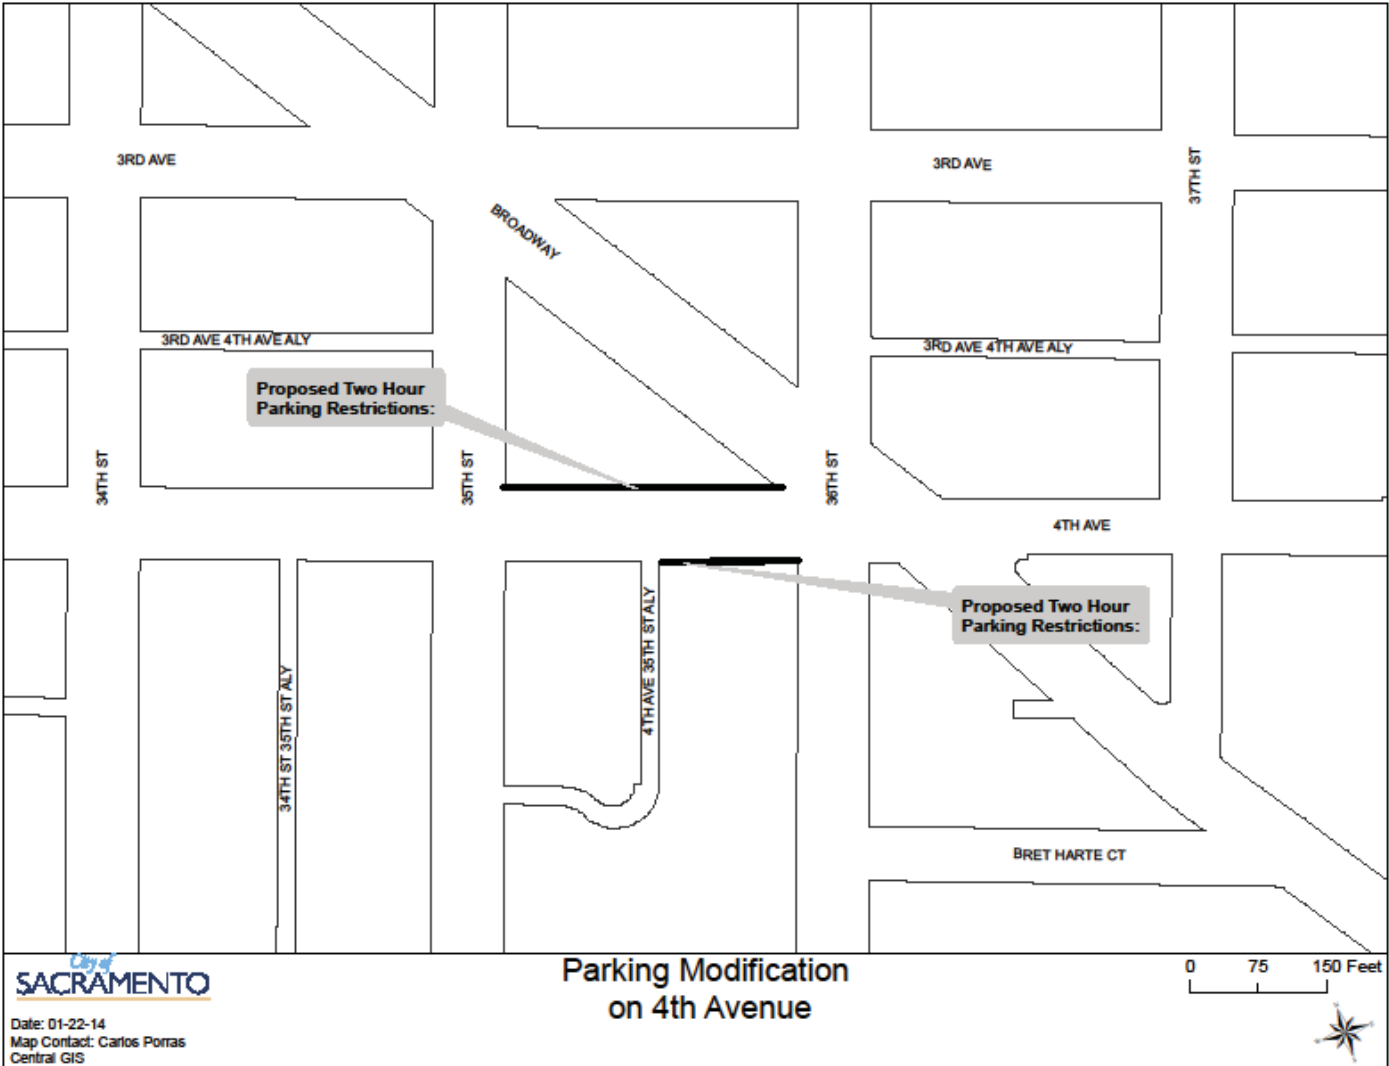 3RD AVE
3RD AVE
37TH ST
BROADWAY
3RD AVE 4TH AVE ALY
3RD AVE 4TH AVE ALY
Proposed Two Hour
Parking Restrictions:
34TH ST
35TH ST
36TH ST
4TH AVE
Proposed Two Hour
Parking Restrictions:
4TH AVE 35TH ST ALY
34TH ST 35TH ST ALY
BRET HARTE CT
City of
SACRAMENTO
Date: 01-22-14
Map Contact: Carlos Porras
Central GIS
Parking Modification
on 4th Avenue
0 75 150 Feet